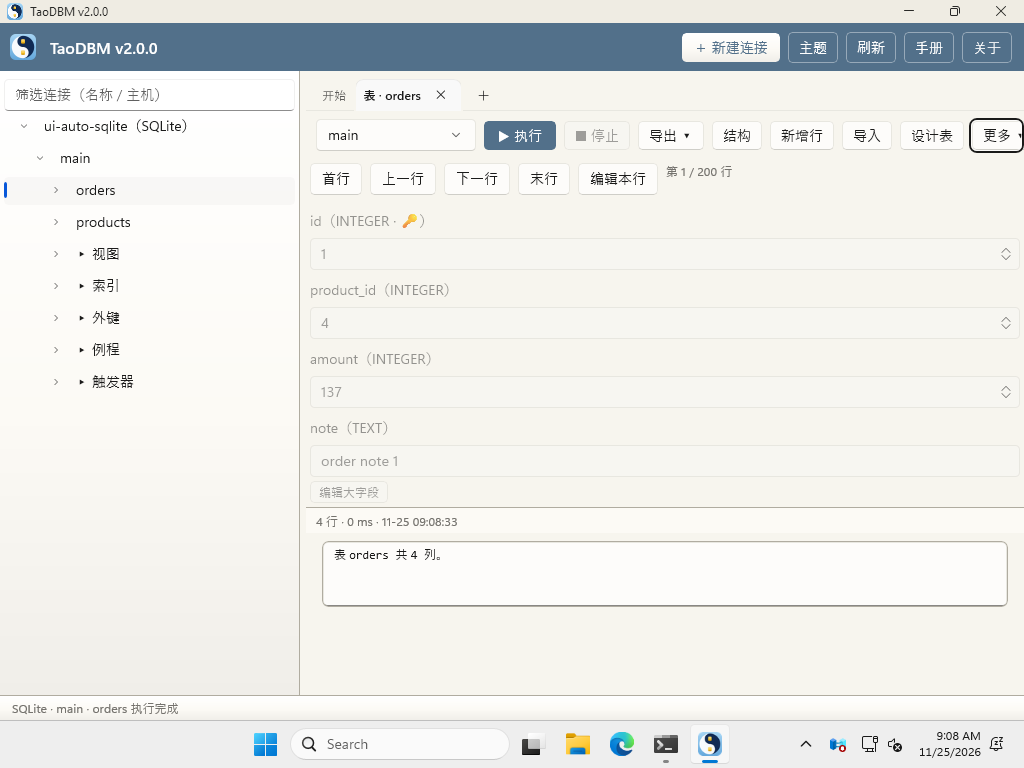 TaoDBM v2.0.0
TaoDBM v2.0.0
+ 新建连接 主题 刷新 手册 关于
筛选连接（名称 / 主机）
ui-auto-sqlite（SQLite）
main
orders
products
视图
索引
外键
例程
触发器
开始 表 · orders
main 执行 停止 导出 结构 新增行 导入 设计表 更多
首行 上一行 下一行 末行 编辑本行 第 1 / 200 行
id（INTEGER · 🔑）
1
product_id（INTEGER）
4
amount（INTEGER）
137
note（TEXT）
order note 1
编辑大字段
4 行 · 0 ms · 11-25 09:08:33
表 orders 共 4 列。
SQLite · main · orders 执行完成
Search
9:08 AM
11/25/2026